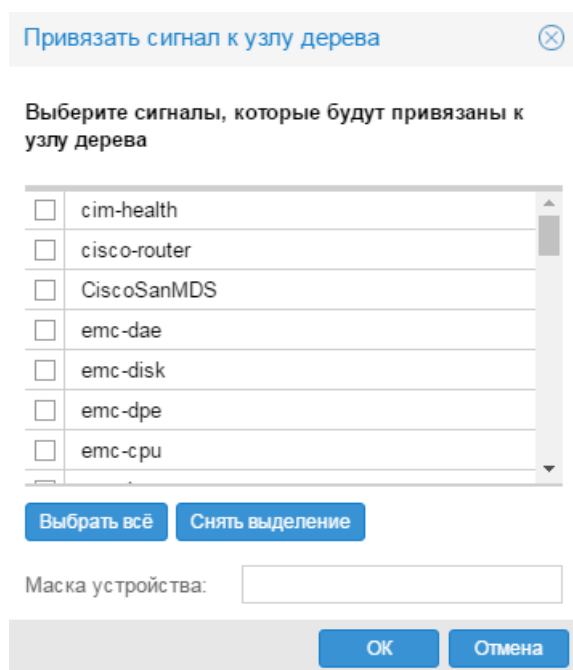 Привязать сигнал к узлу дерева
Выберите сигналы, которые будут привязаны к
узлу дерева
cim-health
cisco-router
CiscoSanMDS
emc-dae
emc-disk
emc-dpe
emc-cpu
Выбрать всё Снять выделение
Маска устройства:
ОК Отмена